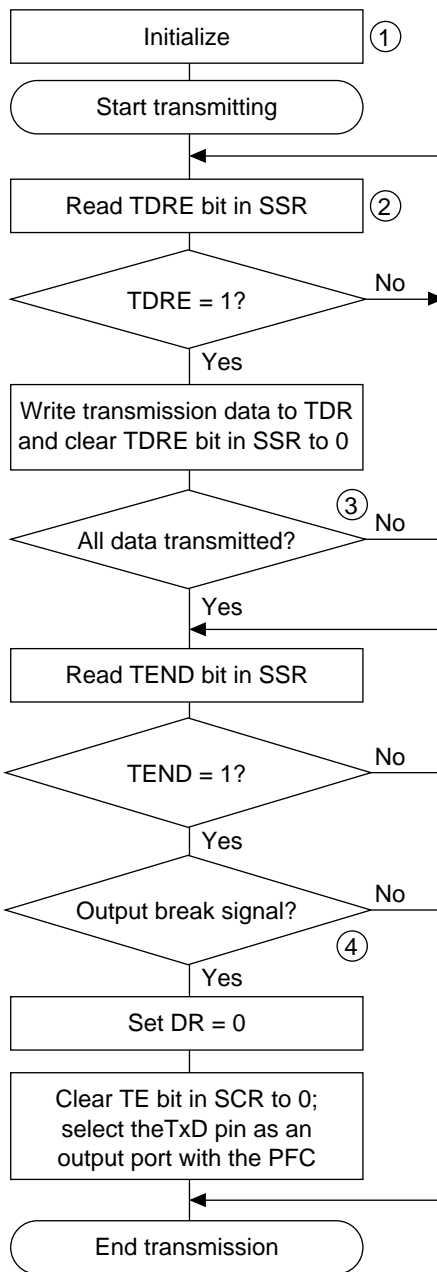 Initialize
1
Start transmitting
Read TDRE bit in SSR
2
TDRE = 1?
No
Yes
Write transmission data to TDR
and clear TDRE bit in SSR to 0
3
All data transmitted?
No
Yes
Read TEND bit in SSR
TEND = 1?
No
Yes
Output break signal?
No
4
Yes
Set DR = 0
Clear TE bit in SCR to 0;
select theTxD pin as an
output port with the PFC
End transmission